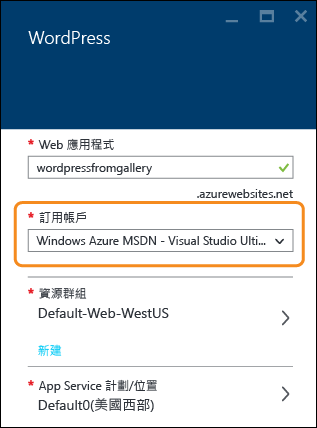 WordPress
* Web 應用程式
wordpressfromgallery
.azurewebsites.net
* 訂用帳戶
Windows Azure MSDN - Visual Studio Ulti...
* 資源群組
Default-Web-WestUS
新建
* App Service 計劃/位置
Default0(美國西部)